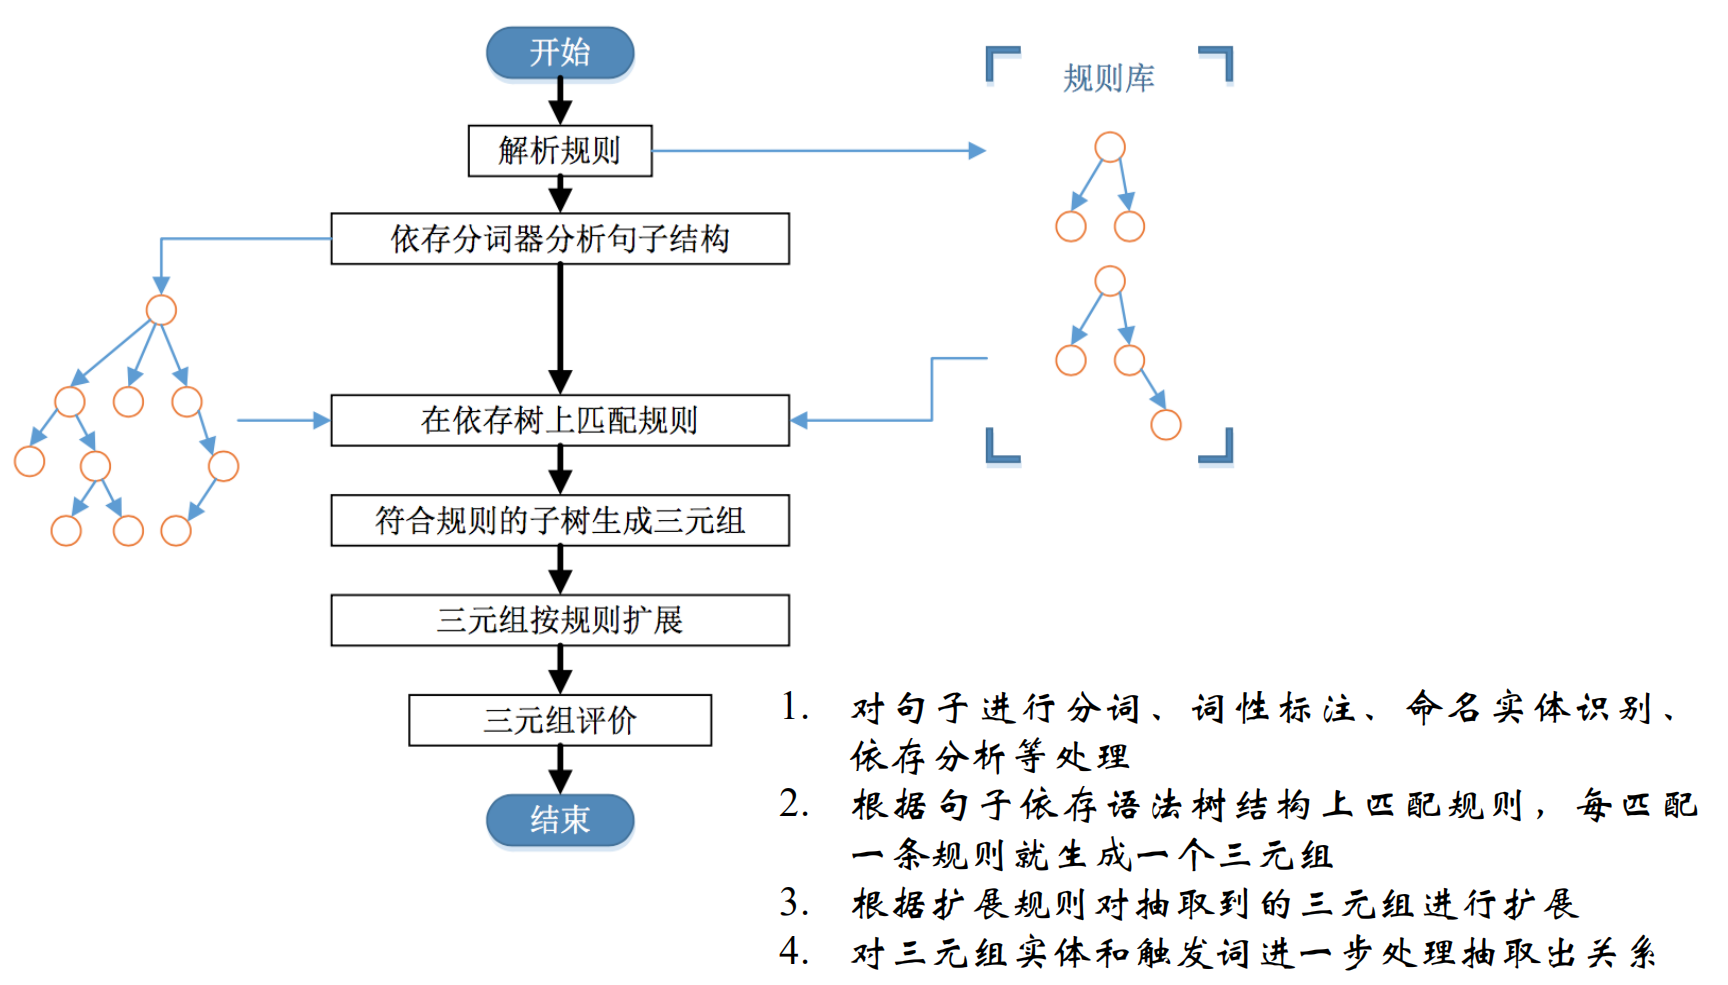 开始
规则库
解析规则
依存分词器分析句子结构
在依存树上匹配规则
符合规则的子树生成三元组
三元组按规则扩展
三元组评价
结束
1. 对句子进行分词、词性标注、命名实体识别、
依存分析等处理
2. 根据句子依存语法树结构上匹配规则，每匹配
一条规则就生成一个三元组
3. 根据扩展规则对抽取到的三元组进行扩展
4. 对三元组实体和触发词进一步处理抽取出关系